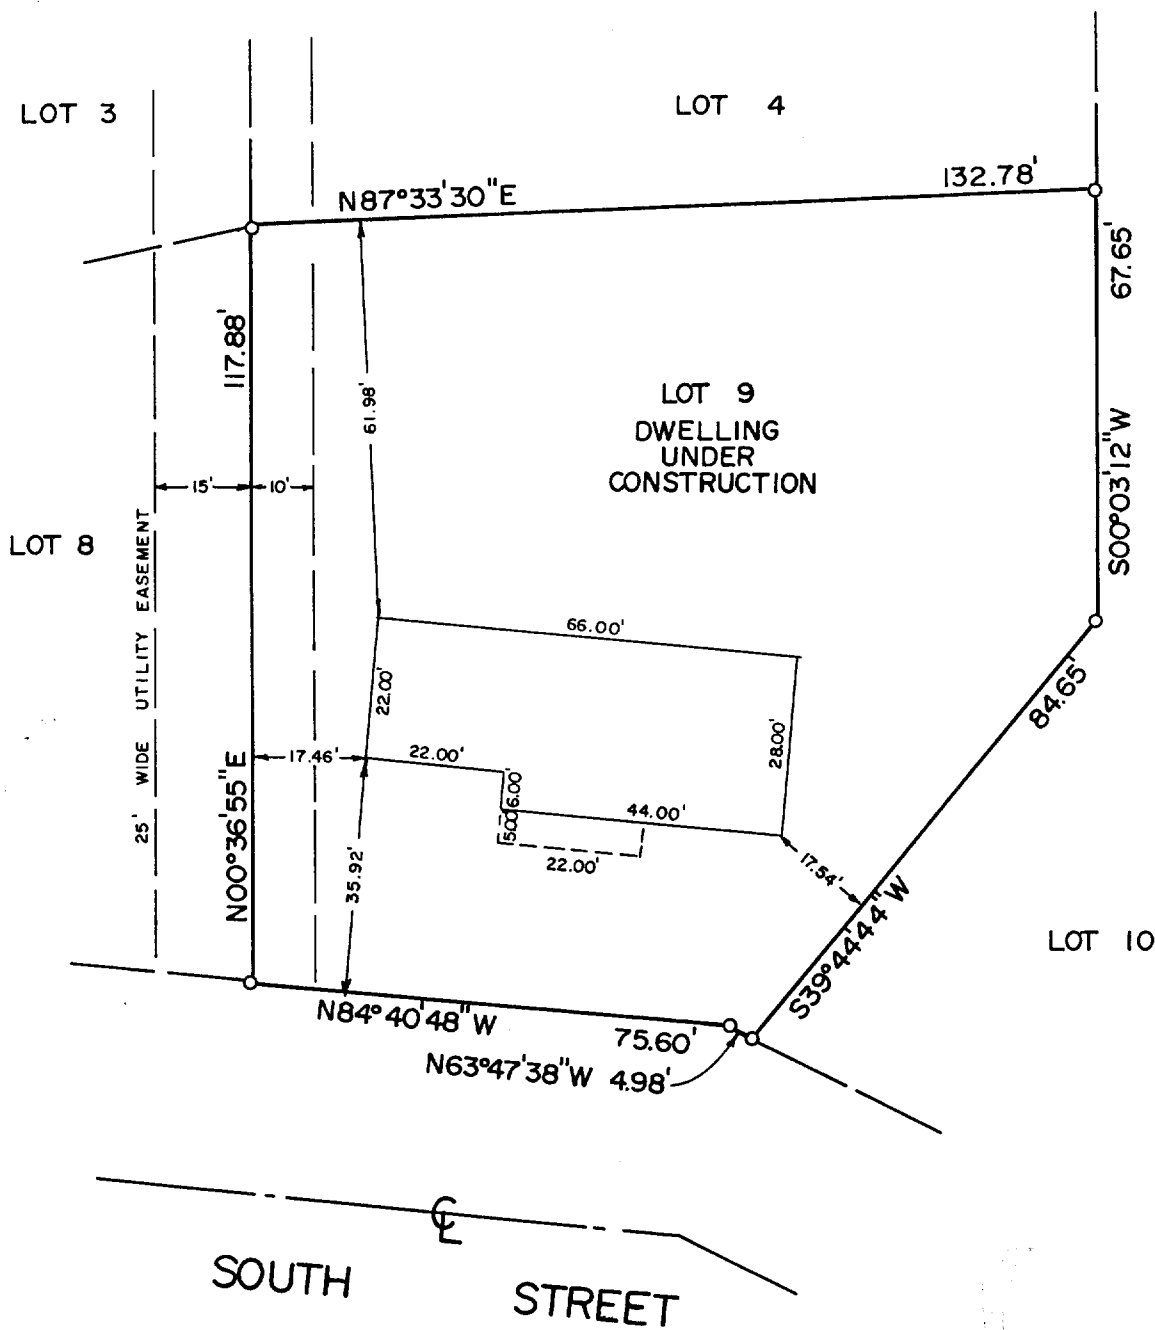 LOT 3
LOT 4
N87°33'30"E
132.78'
67.65'
117.88'
61.98'
LOT 9
DWELLING
UNDER
CONSTRUCTION
S00°03'12"W
15'
10'
LOT 8
25' WIDE UTILITY EASEMENT
66.00'
22.00'
84.65'
28.00'
N00°36'55"E
17.46'
22.00'
6.00'
44.00'
5.00'
22.00'
35.92'
17.54'
S39°44'44"W
LOT 10
N84°40'48"W
75.60'
N63°47'38"W 4.98'
℄
SOUTH STREET